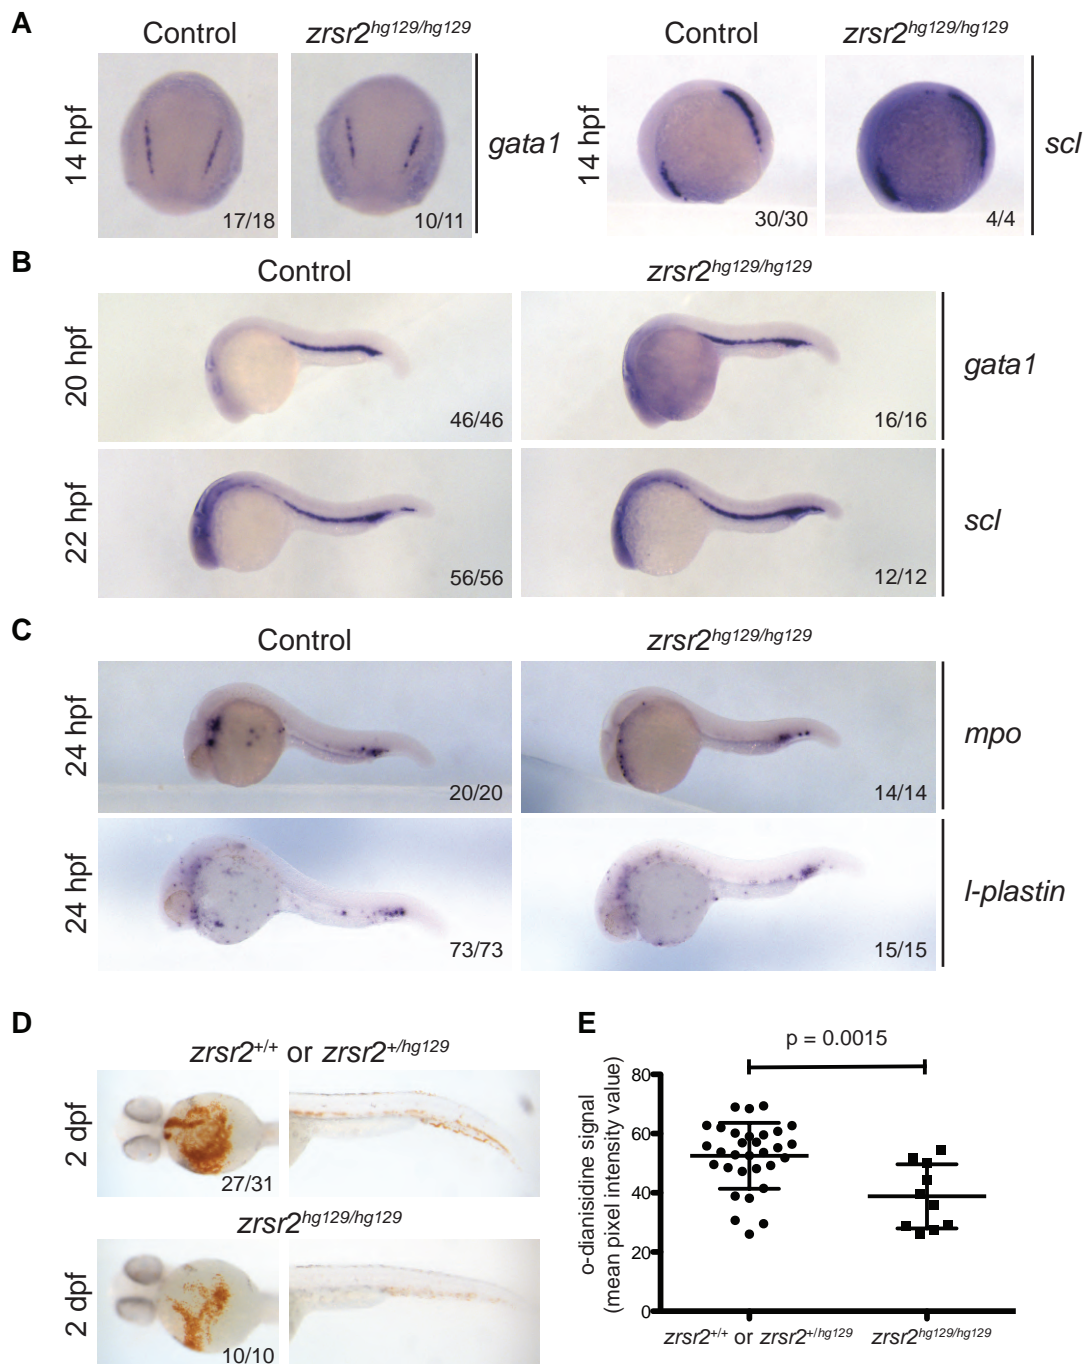 A
Control
zrsr2hg129/hg129
Control
zrsr2hg129/hg129
14 hpf
17/18
10/11
gata1
14 hpf
30/30
4/4
scl
B
Control
zrsr2hg129/hg129
20 hpf
46/46
16/16
gata1
22 hpf
56/56
12/12
scl
C
Control
zrsr2hg129/hg129
24 hpf
20/20
14/14
mpo
24 hpf
73/73
15/15
l-plastin
D
zrsr2+/+ or zrsr2+/hg129
2 dpf
27/31
zrsr2hg129/hg129
2 dpf
10/10
E
p = 0.0015
o-dianisidine signal
(mean pixel intensity value)
80
60
40
20
0
zrsr2+/+ or zrsr2+/hg129
zrsr2hg129/hg129